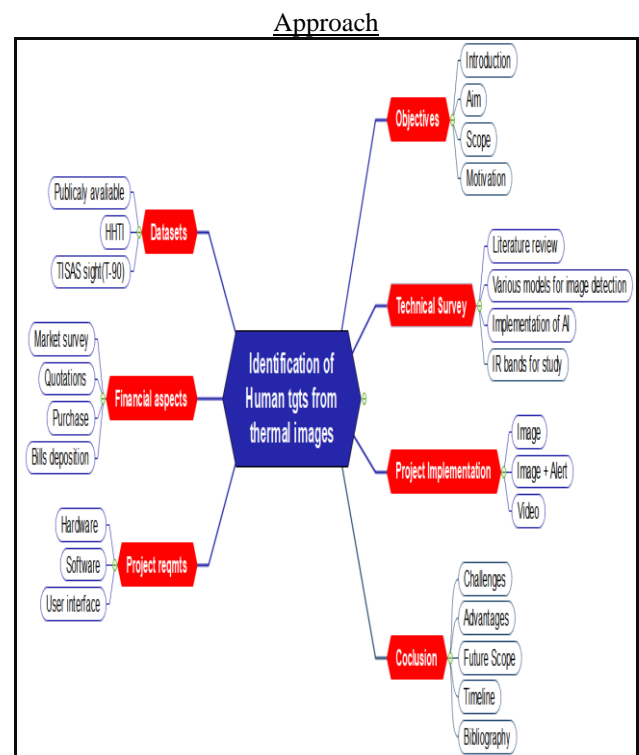 Approach
Identification of
Human tgts from
thermal images
Objectives
Introduction
Aim
Scope
Motivation
Technical Survey
Literature review
Various models for image detection
Implementation of AI
IR bands for study
Project Implementation
Image
Image + Alert
Video
Coclusion
Challenges
Advantages
Future Scope
Timeline
Bibliography
Datasets
Publicaly avaliable
HHTI
TISAS sight(T-90)
Financial aspects
Market survey
Quotations
Purchase
Bills deposition
Project reqmts
Hardware
Software
User interface